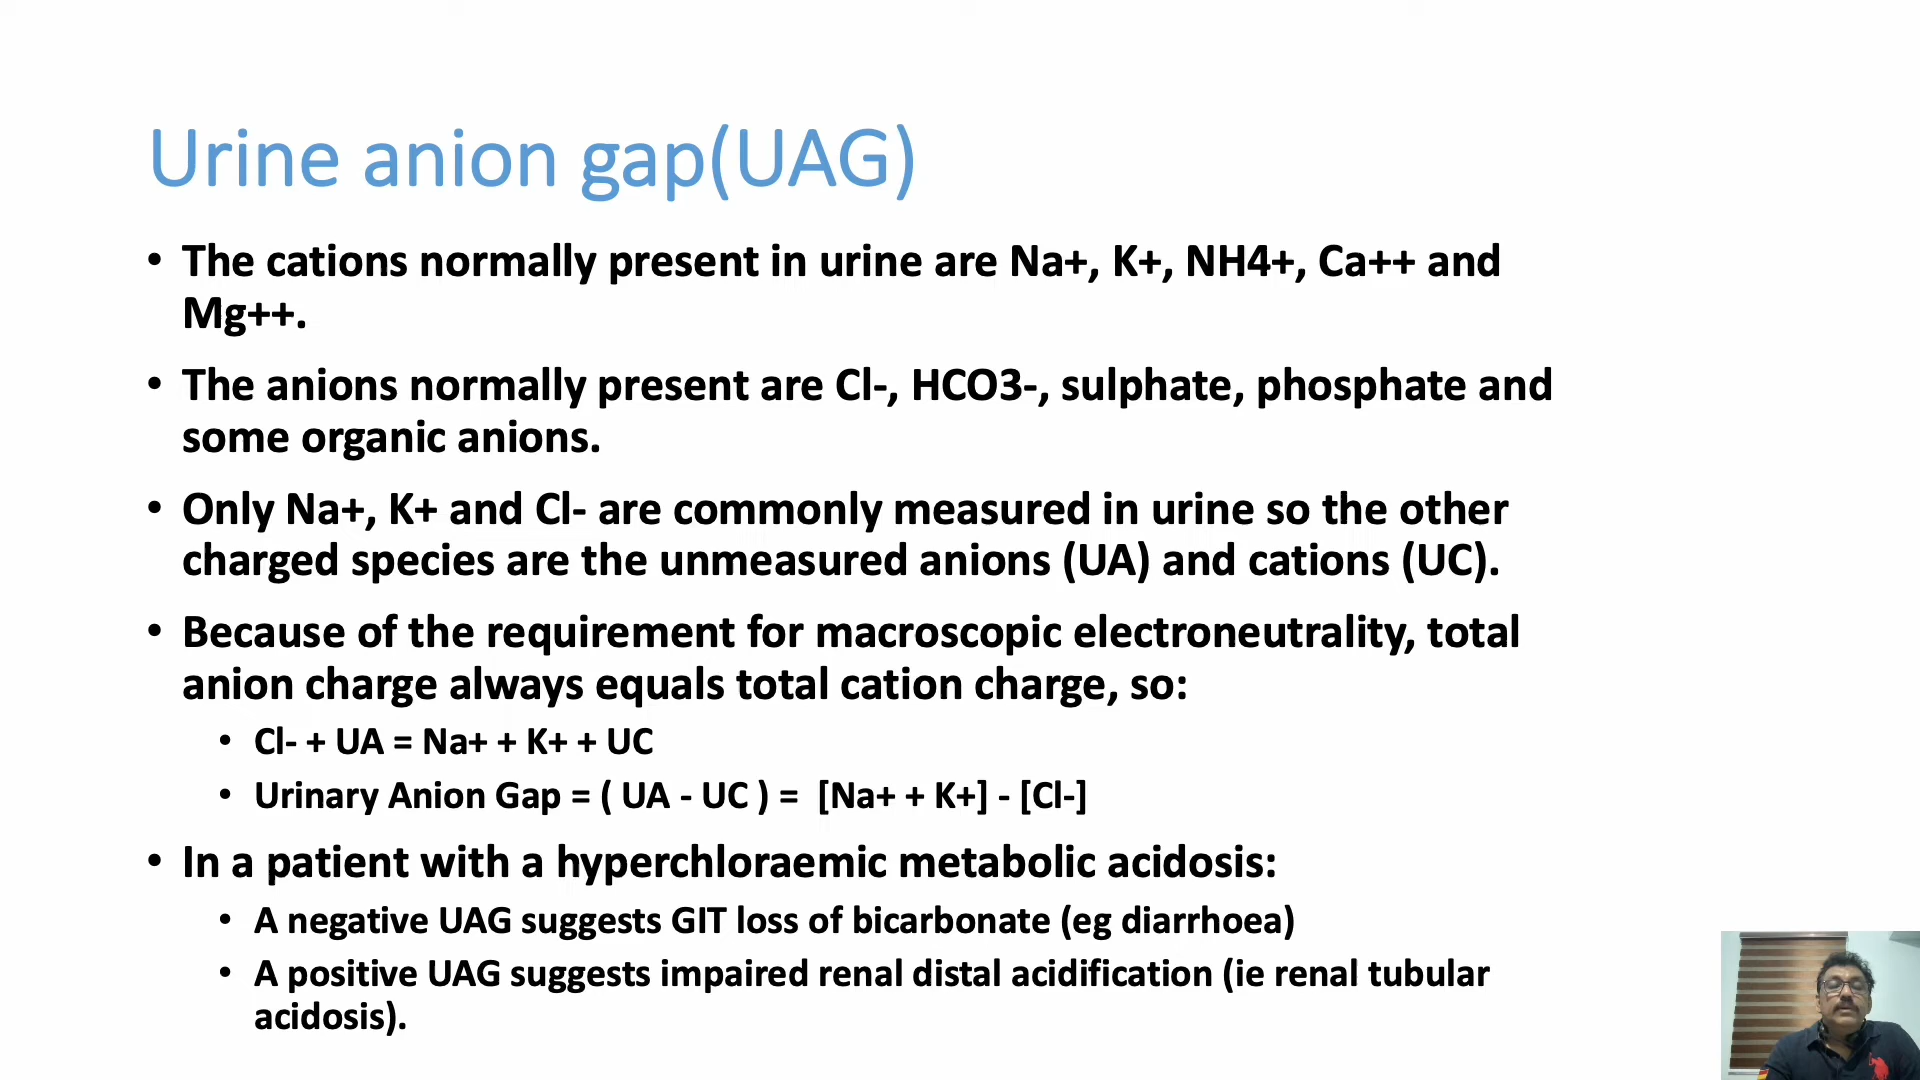 Urine anion gap(UAG)
• The cations normally present in urine are Na+, K+, NH4+, Ca++ and
Mg++.
• The anions normally present are Cl-, HCO3-, sulphate, phosphate and
some organic anions.
• Only Na+, K+ and Cl- are commonly measured in urine so the other
charged species are the unmeasured anions (UA) and cations (UC).
• Because of the requirement for macroscopic electroneutrality, total
anion charge always equals total cation charge, so:
• Cl- + UA = Na+ + K+ + UC
• Urinary Anion Gap = ( UA - UC ) = [Na+ + K+] - [Cl-]
• In a patient with a hyperchloraemic metabolic acidosis:
• A negative UAG suggests GIT loss of bicarbonate (eg diarrhoea)
• A positive UAG suggests impaired renal distal acidification (ie renal tubular
acidosis).